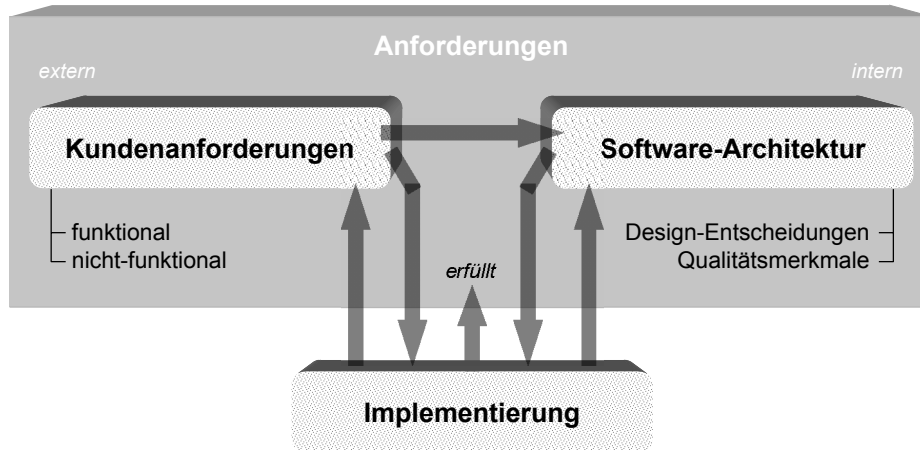 Anforderungen
extern
intern
Kundenanforderungen
Software-Architektur
funktional
nicht-funktional
Design-Entscheidungen
Qualitätsmerkmale
erfüllt
Implementierung